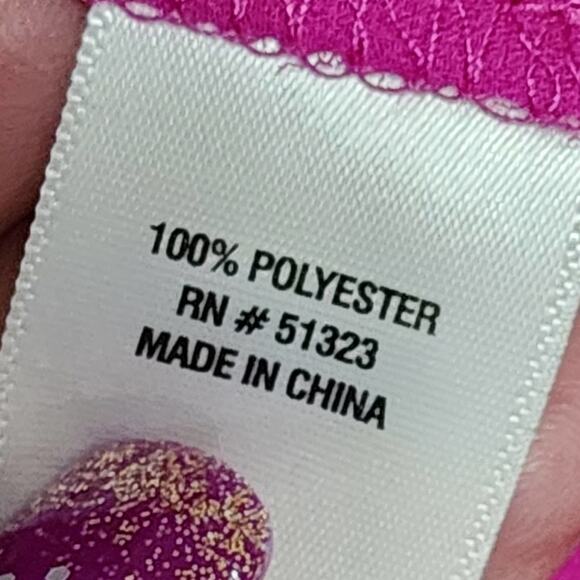 100% POLYESTER
RN # 51323
MADE IN CHINA